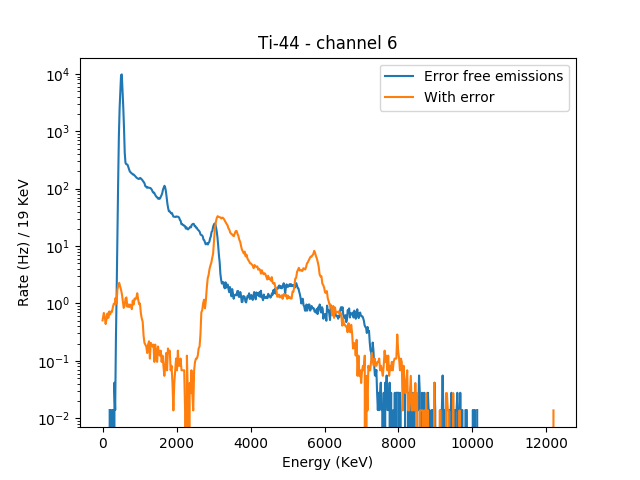 Ti-44 - channel 6
Error free emissions
With error
Rate (Hz) / 19 KeV
10⁴
10³
10²
10¹
10⁰
10⁻¹
10⁻²
0 2000 4000 6000 8000 10000 12000
Energy (KeV)